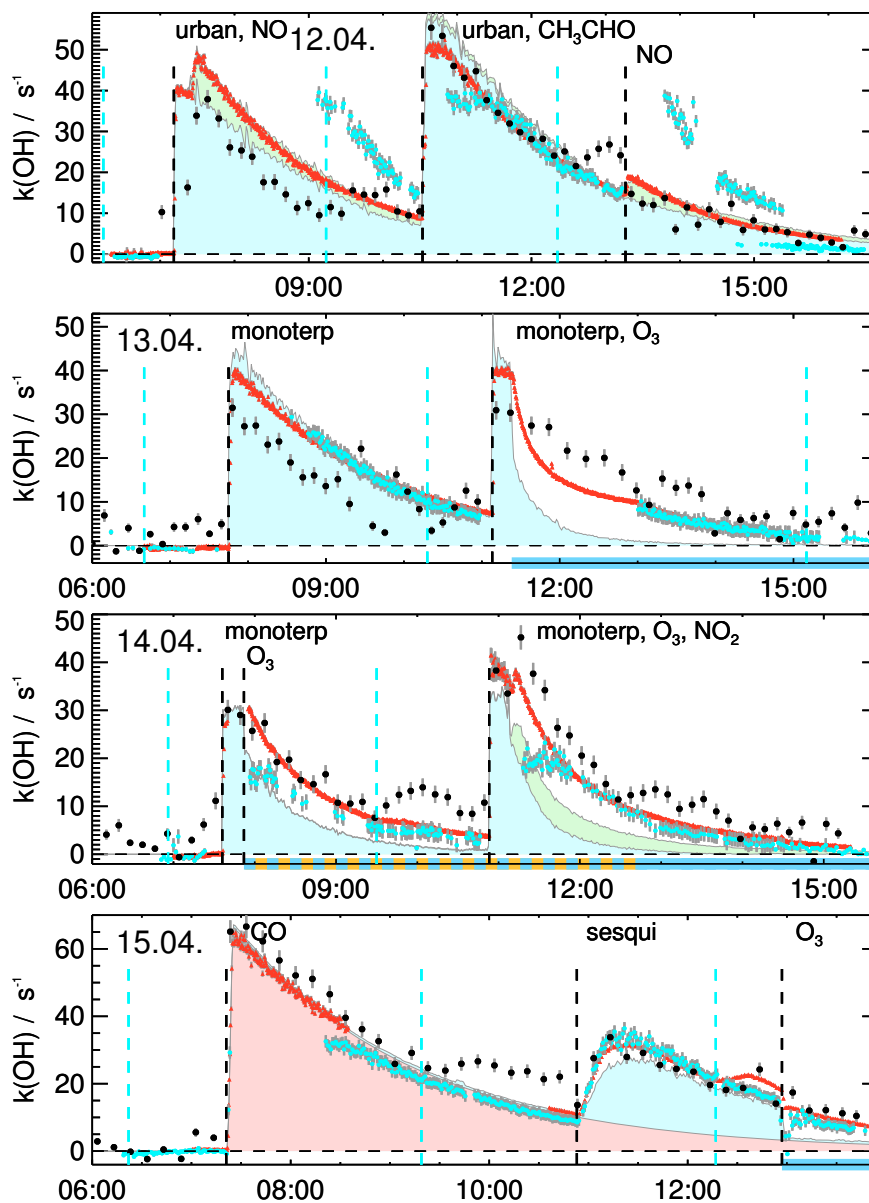 urban, NO 12.04. urban, CH₃CHO
NO
50
40
30
20
10
0
k(OH) / s⁻¹
09:00 12:00 15:00
13.04. monoterp monoterp, O₃
50
40
30
20
10
0
k(OH) / s⁻¹
06:00 09:00 12:00 15:00
14.04. monoterp monoterp, O₃, NO₂
O₃
50
40
30
20
10
0
k(OH) / s⁻¹
06:00 09:00 12:00 15:00
15.04. CO sesqui O₃
60
40
20
0
k(OH) / s⁻¹
06:00 08:00 10:00 12:00